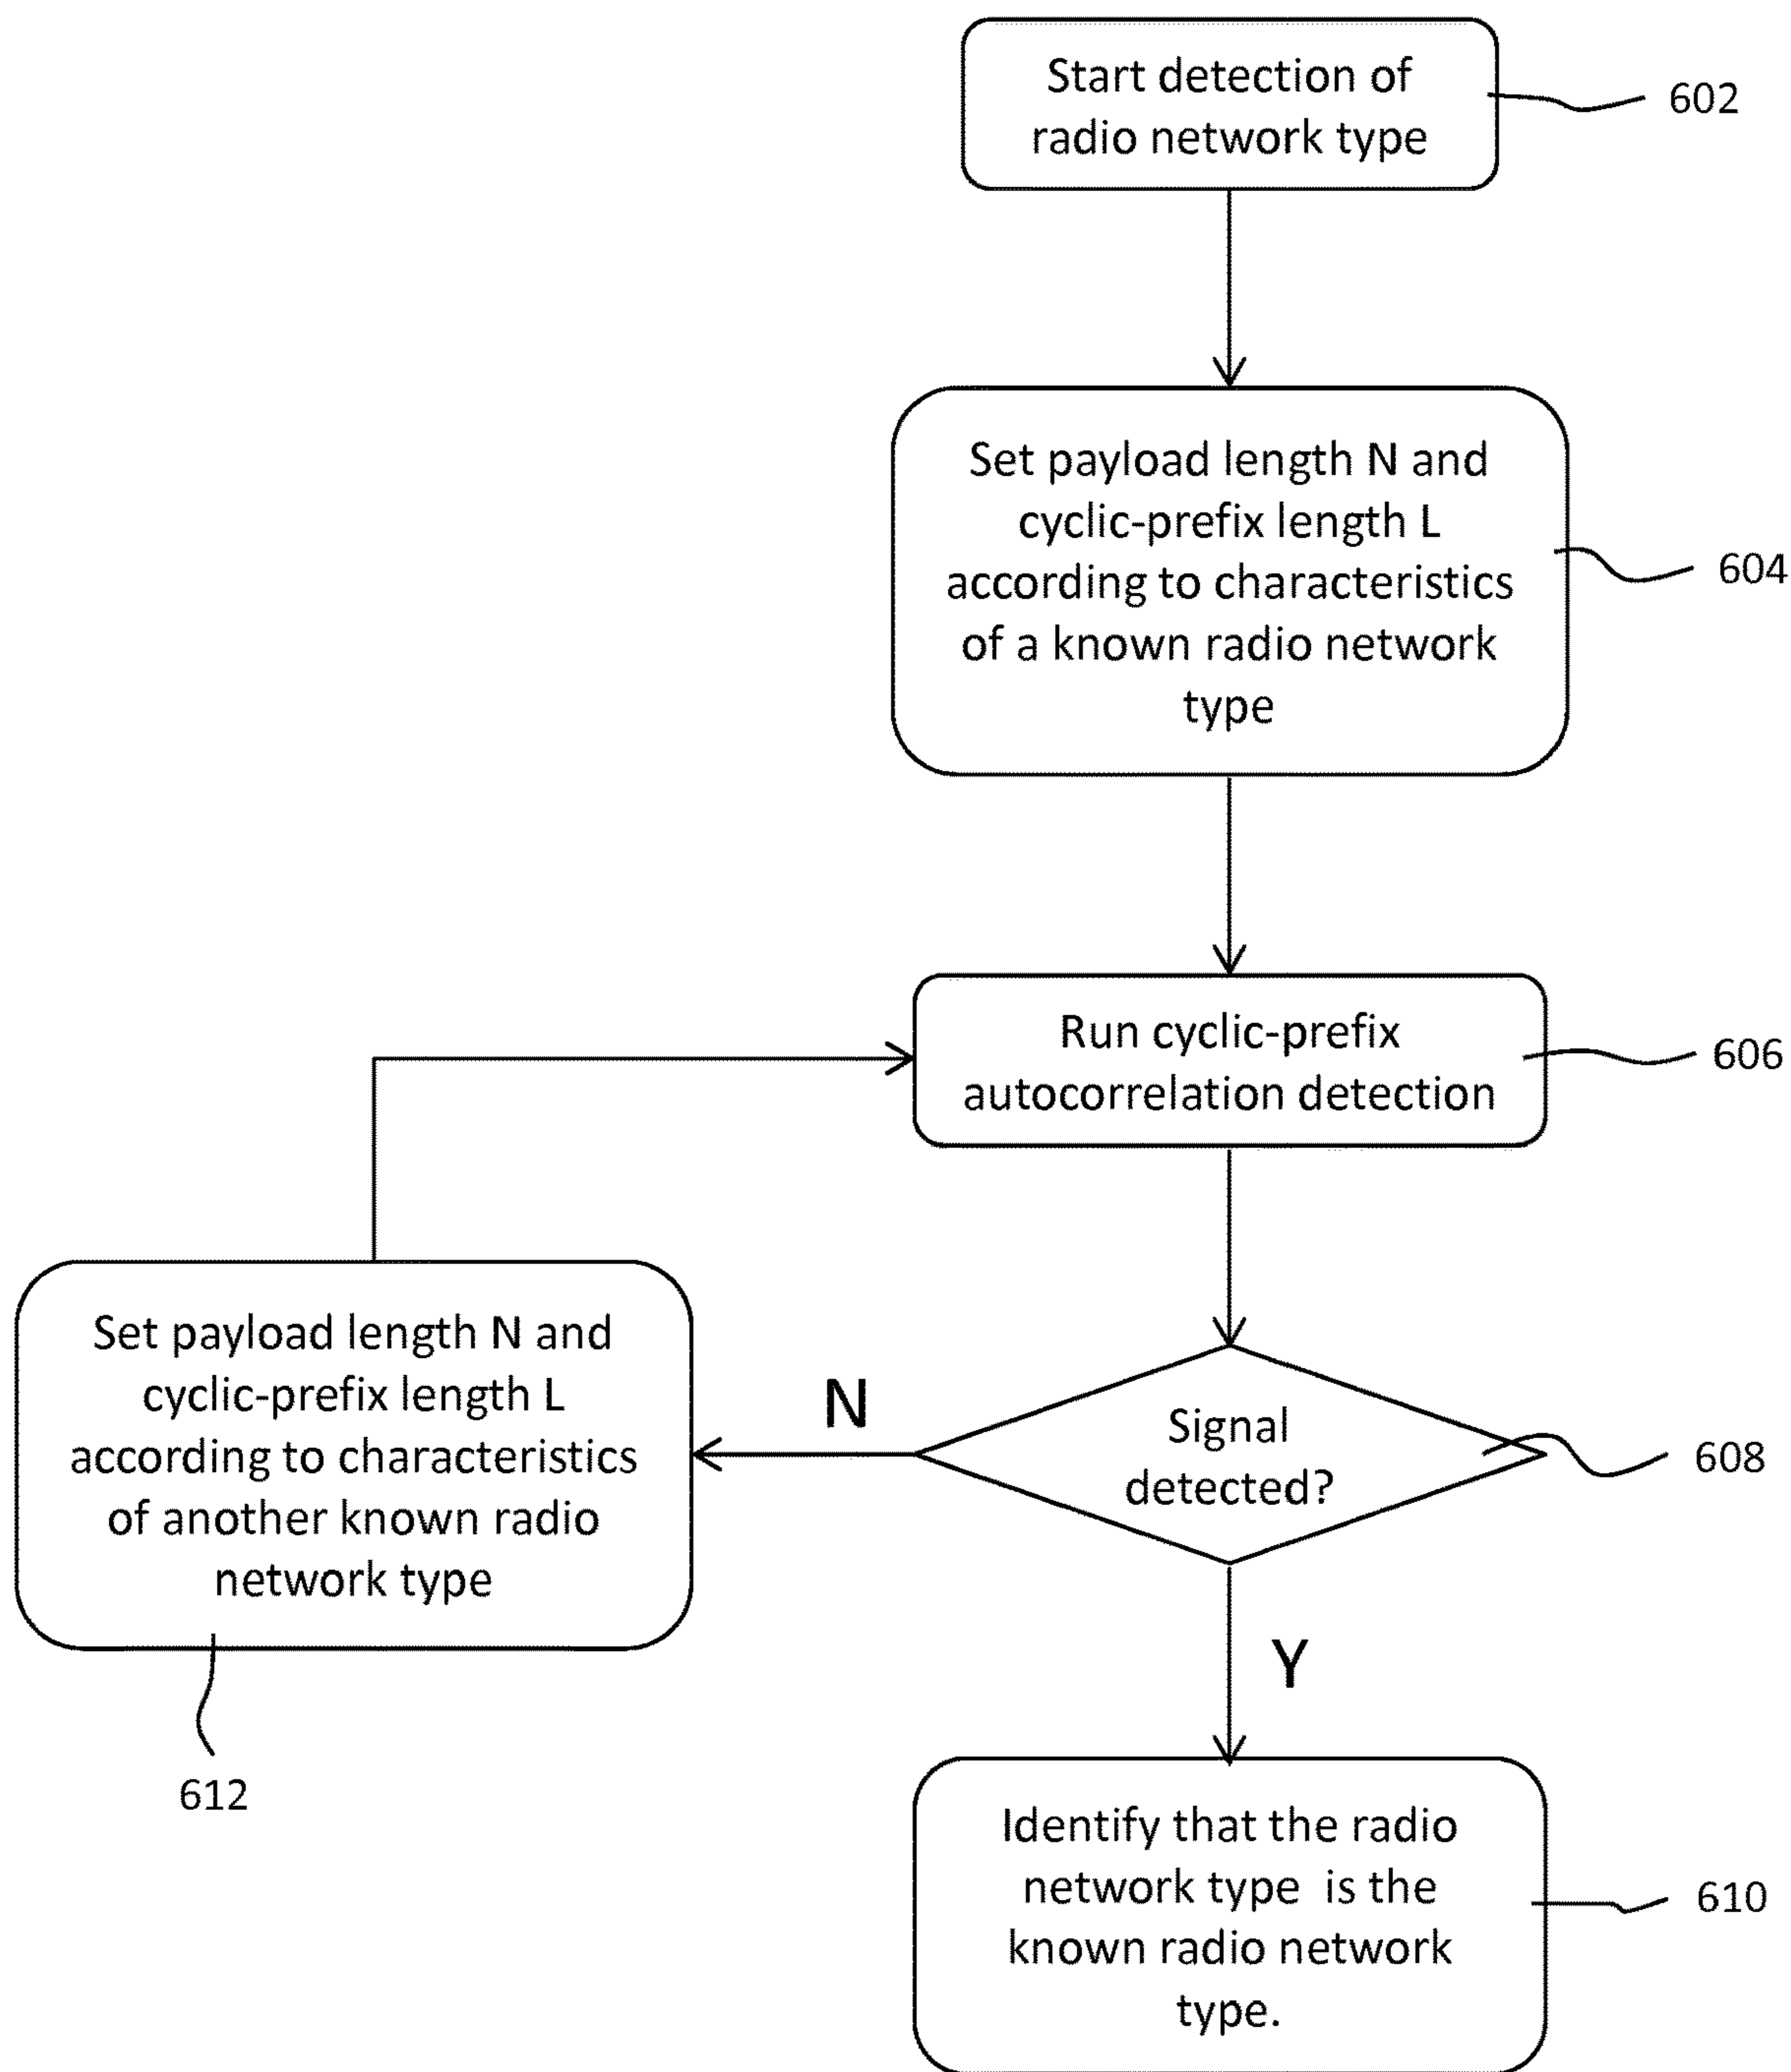 Start detection of
radio network type
602
Set payload length N and
cyclic-prefix length L
according to characteristics
of a known radio network
type
604
Run cyclic-prefix
autocorrelation detection
606
Signal
detected?
608
N
Set payload length N and
cyclic-prefix length L
according to characteristics
of another known radio
network type
612
Y
Identify that the radio
network type is the
known radio network
type.
610